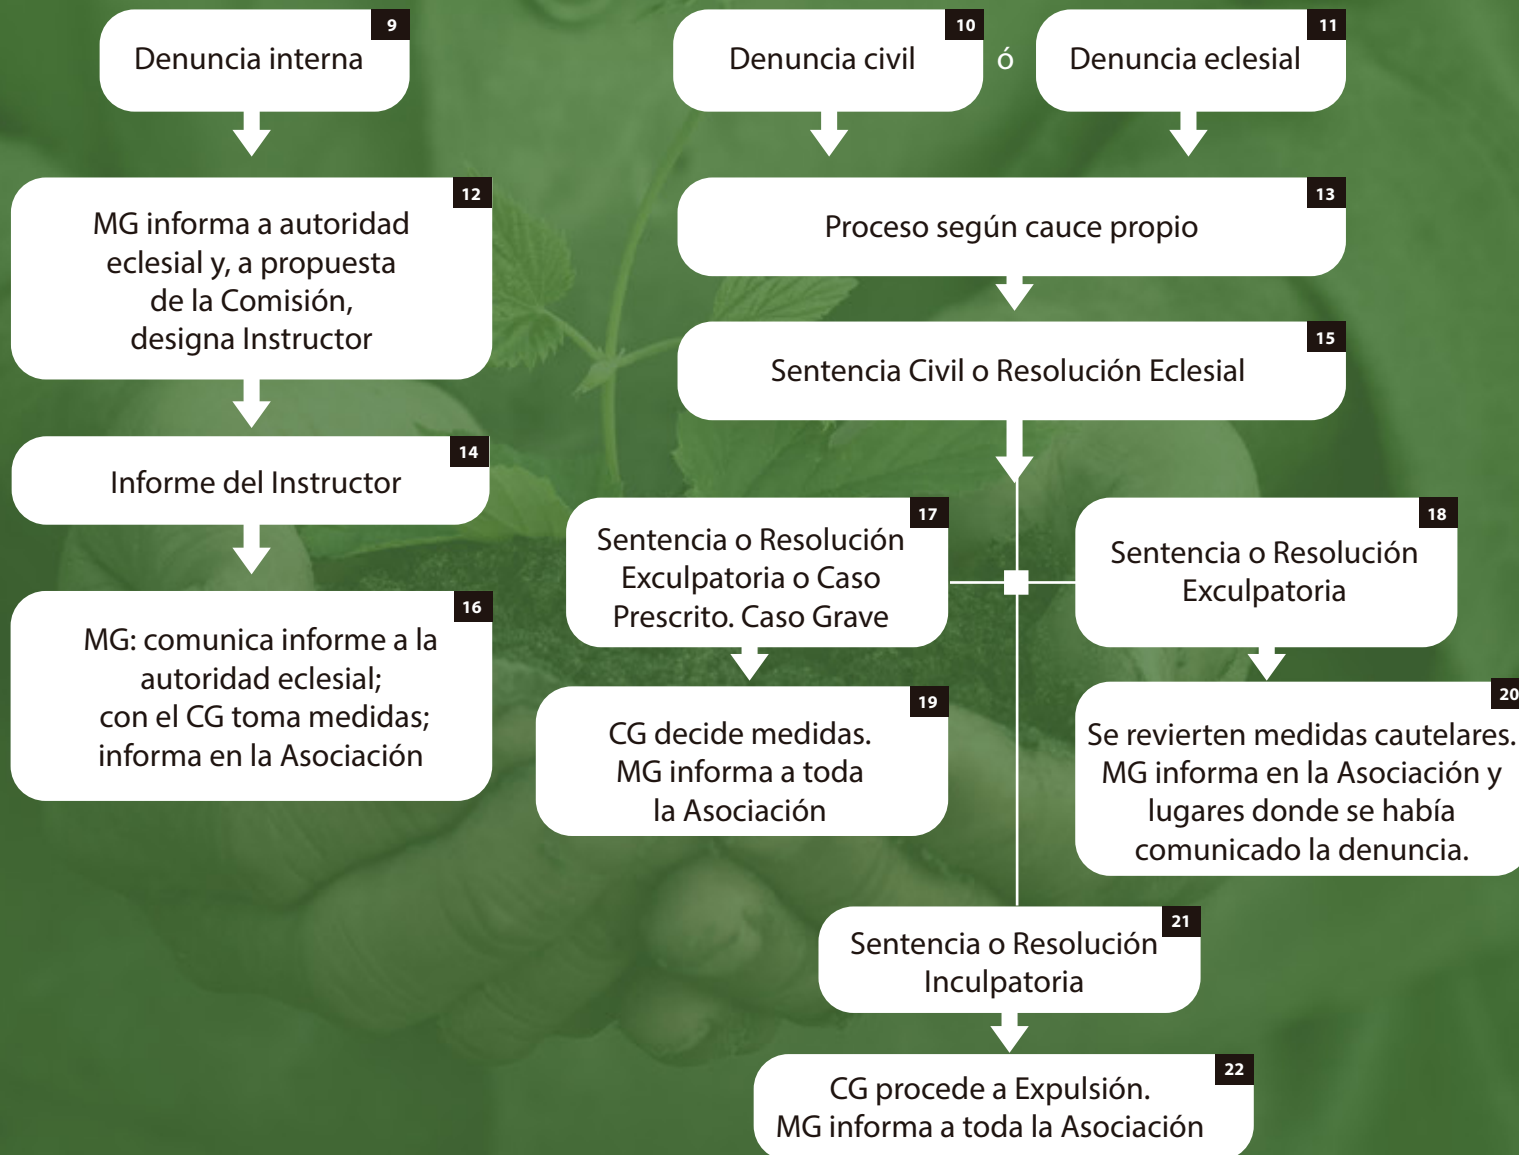 9
Denuncia interna
10
Denuncia civil
ó
11
Denuncia eclesial
12
MG informa a autoridad
eclesial y, a propuesta
de la Comisión,
designa Instructor
13
Proceso según cauce propio
15
Sentencia Civil o Resolución Eclesial
14
Informe del Instructor
16
MG: comunica informe a la
autoridad eclesial;
con el CG toma medidas;
informa en la Asociación
17
Sentencia o Resolución
Exculpatoria o Caso
Prescrito. Caso Grave
18
Sentencia o Resolución
Exculpatoria
19
CG decide medidas.
MG informa a toda
la Asociación
20
Se revierten medidas cautelares.
MG informa en la Asociación y
lugares donde se había
comunicado la denuncia.
21
Sentencia o Resolución
Inculpatoria
22
CG procede a Expulsión.
MG informa a toda la Asociación